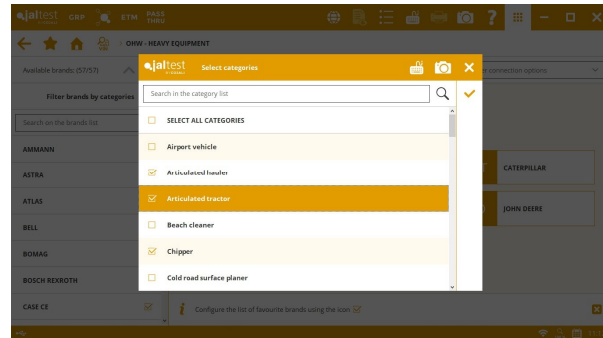 jaltest GRP ETM PASS THRU
OHW - HEAVY EQUIPMENT
Available brands: (57/57)
er connection options
Filter brands by categories
Search on the brands list
AMMANN
ASTRA
ATLAS
BELL
BOMAG
BOSCH REXROTH
CASE CE
jaltest Select categories
Search in the category list
SELECT ALL CATEGORIES
Airport vehicle
Articulated hauler
Articulated tractor
Beach cleaner
Chipper
Cold road surface planer
CATERPILLAR
JOHN DEERE
Configure the list of favourite brands using the icon